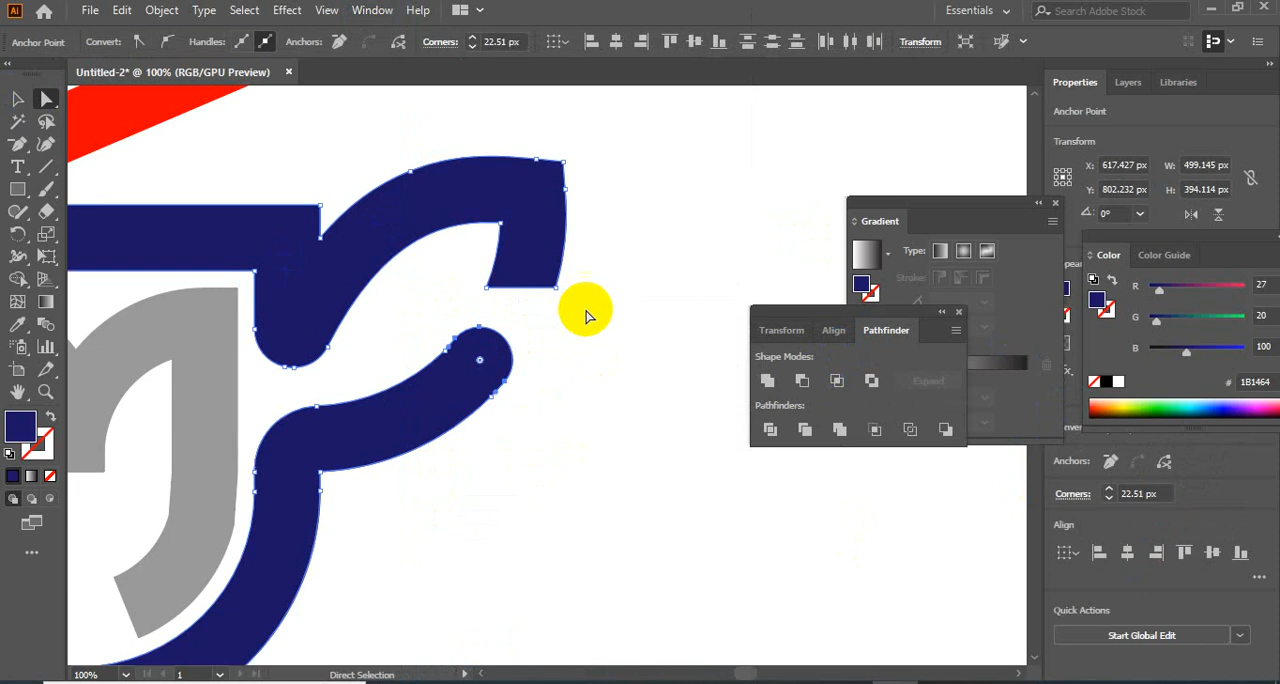 Ai File Edit Object Type Select Effect View Window Help Essentials Search Adobe Stock
Anchor Point Convert: Handles: Anchors: Corners: 22.51 px Transform
Untitled-2* @ 100% (RGB/GPU Preview) ×
Properties Layers Libraries
Anchor Point
Transform
X: 617.427 px W: 499.145 px
Y: 802.232 px H: 394.114 px
0°
Gradient
Type:
Stroke:
Color Color Guide
R 27
G 20
B 100
# 1B1464
Transform Align Pathfinder
Shape Modes:
Expand
Pathfinders:
Anchors:
Corners: 22.51 px
Align
Quick Actions
Start Global Edit
100% 1 Direct Selection